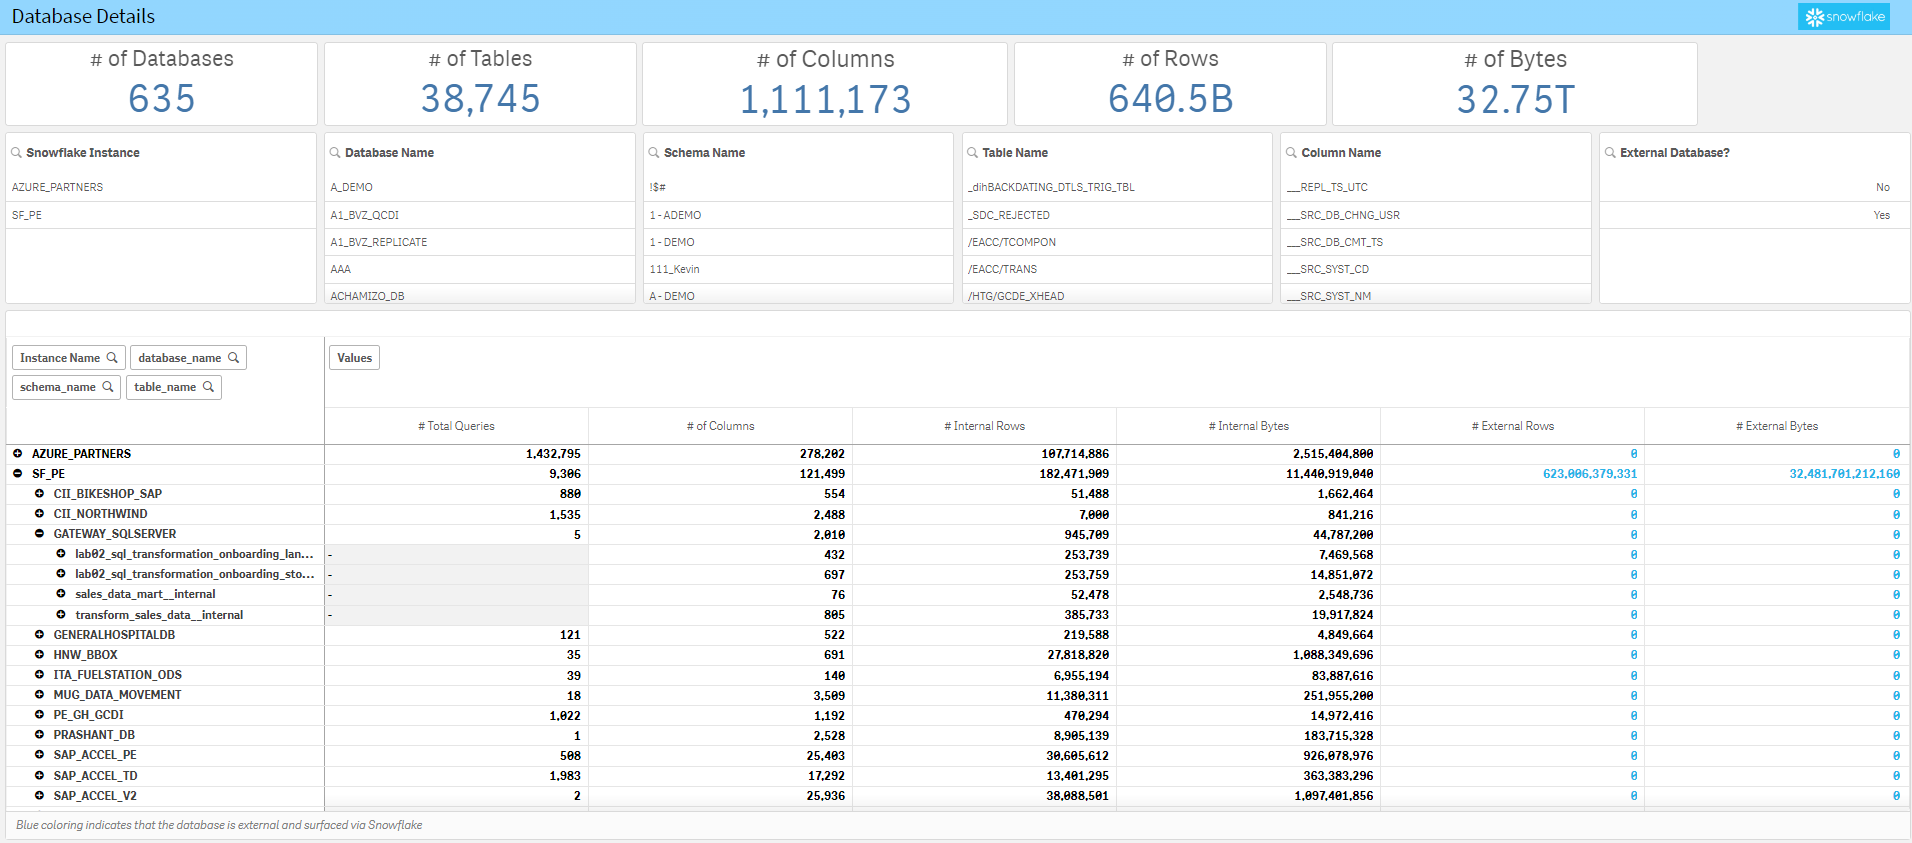 Database Details
snowflake
# of Databases
635
# of Tables
38,745
# of Columns
1,111,173
# of Rows
640.5B
# of Bytes
32.75T
Snowflake Instance
AZURE_PARTNERS
SF_PE
Database Name
A_DEMO
A1_BVZ_QCDI
A1_BVZ_REPLICATE
AAA
ACHAMIZO_DB
Schema Name
!$#
1 - ADEMO
1 - DEMO
111_Kevin
A - DEMO
Table Name
_dihBACKDATING_DTLS_TRIG_TBL
_SDC_REJECTED
/EACC/TCOMPON
/EACC/TRANS
/HTG/GCDE_XHEAD
Column Name
___REPL_TS_UTC
___SRC_DB_CHNG_USR
___SRC_DB_CMT_TS
___SRC_SYST_CD
___SRC_SYST_NM
External Database?
No
Yes
Instance Name database_name
schema_name table_name
Values
# Total Queries # of Columns # Internal Rows # Internal Bytes # External Rows # External Bytes
AZURE_PARTNERS 1,432,795 278,202 107,714,886 2,515,404,800 0 0
SF_PE 9,306 121,499 182,471,909 11,440,919,040 623,006,379,331 32,481,701,212,160
CII_BIKESHOP_SAP 880 554 51,488 1,662,464 0 0
CII_NORTHWIND 1,535 2,488 7,000 841,216 0 0
GATEWAY_SQLSERVER 5 2,010 945,709 44,787,200 0 0
lab02_sql_transformation_onboarding_lan... - 432 253,739 7,469,568 0 0
lab02_sql_transformation_onboarding_sto... - 697 253,759 14,851,072 0 0
sales_data_mart__internal - 76 52,478 2,548,736 0 0
transform_sales_data__internal - 805 385,733 19,917,824 0 0
GENERALHOSPITALDB 121 522 219,588 4,849,664 0 0
HNW_BBOX 35 691 27,818,820 1,088,349,696 0 0
ITA_FUELSTATION_ODS 39 140 6,955,194 83,887,616 0 0
MUG_DATA_MOVEMENT 18 3,509 11,380,311 251,955,200 0 0
PE_GH_GCDI 1,022 1,192 470,294 14,972,416 0 0
PRASHANT_DB 1 2,528 8,905,139 183,715,328 0 0
SAP_ACCEL_PE 508 25,403 30,605,612 926,078,976 0 0
SAP_ACCEL_TD 1,983 17,292 13,401,295 363,383,296 0 0
SAP_ACCEL_V2 2 25,936 38,088,501 1,097,401,856 0 0
Blue coloring indicates that the database is external and surfaced via Snowflake